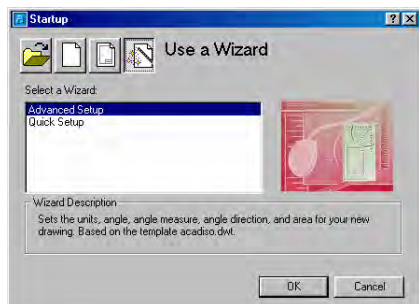 Startup
Use a Wizard
Select a Wizard:
Advanced Setup
Quick Setup
Wizard Description
Sets the units, angle, angle measure, angle direction, and area for your new
drawing. Based on the template acadiso.dwt.
OK
Cancel